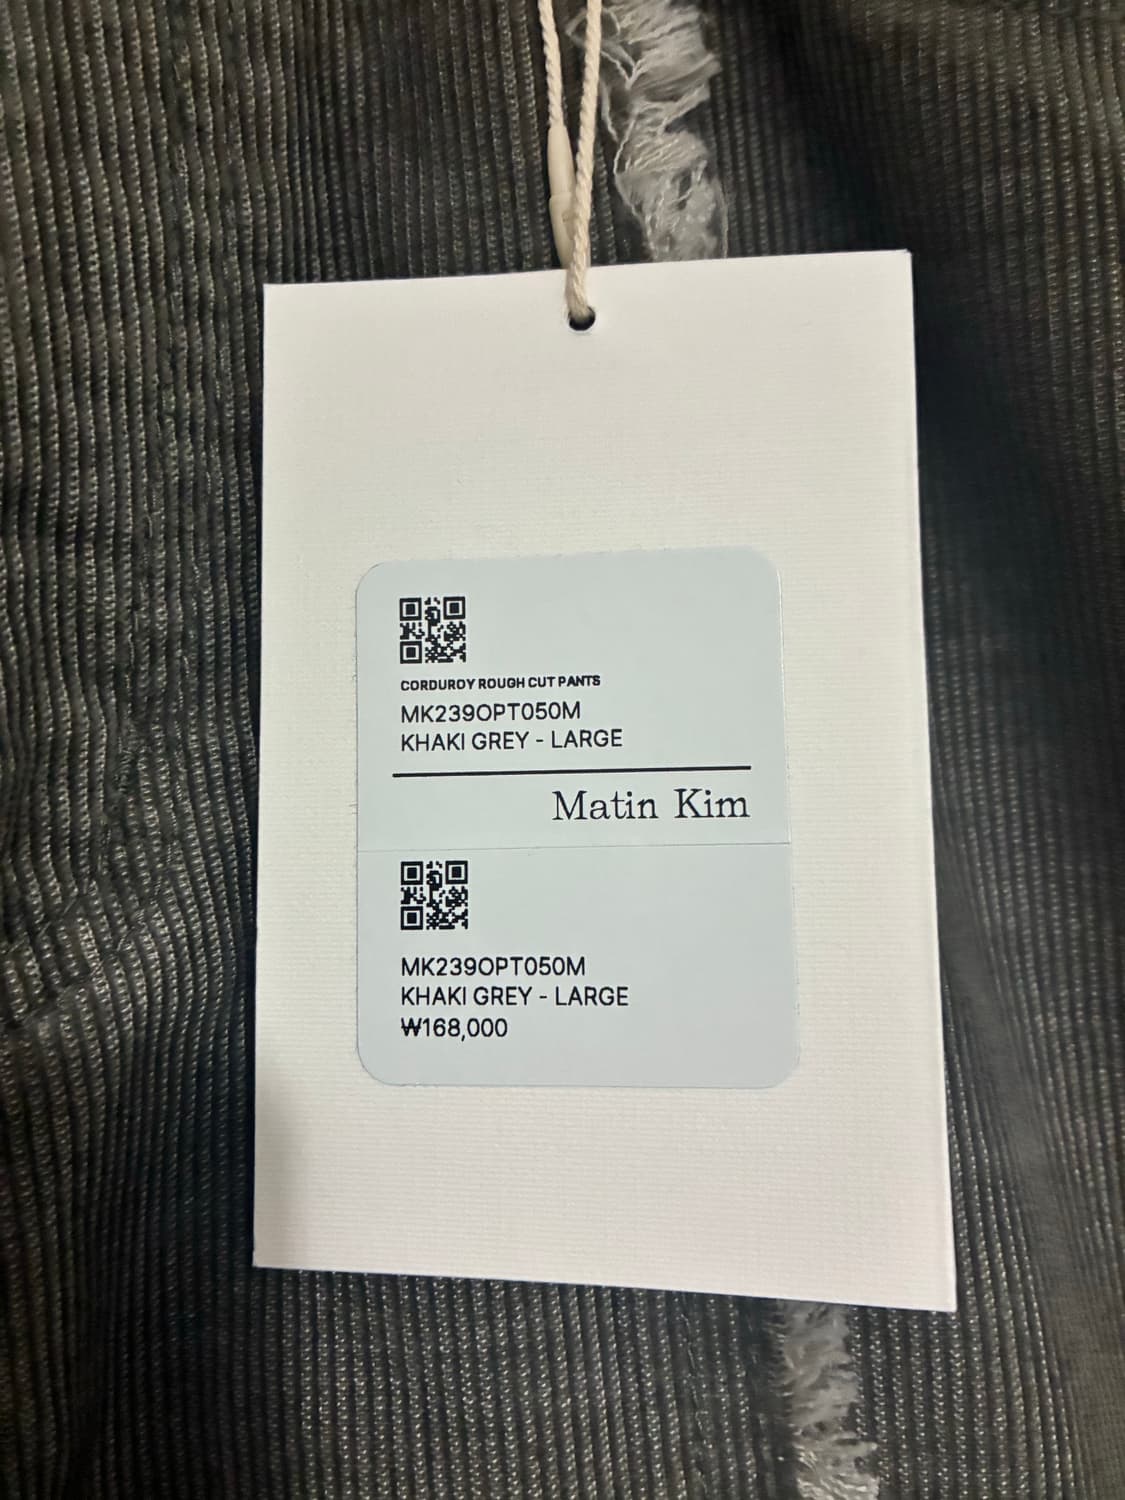 CORDUROY ROUGH CUT PANTS
MK239OPT050M
KHAKI GREY - LARGE
Matin Kim
MK239OPT050M
KHAKI GREY - LARGE
₩168,000